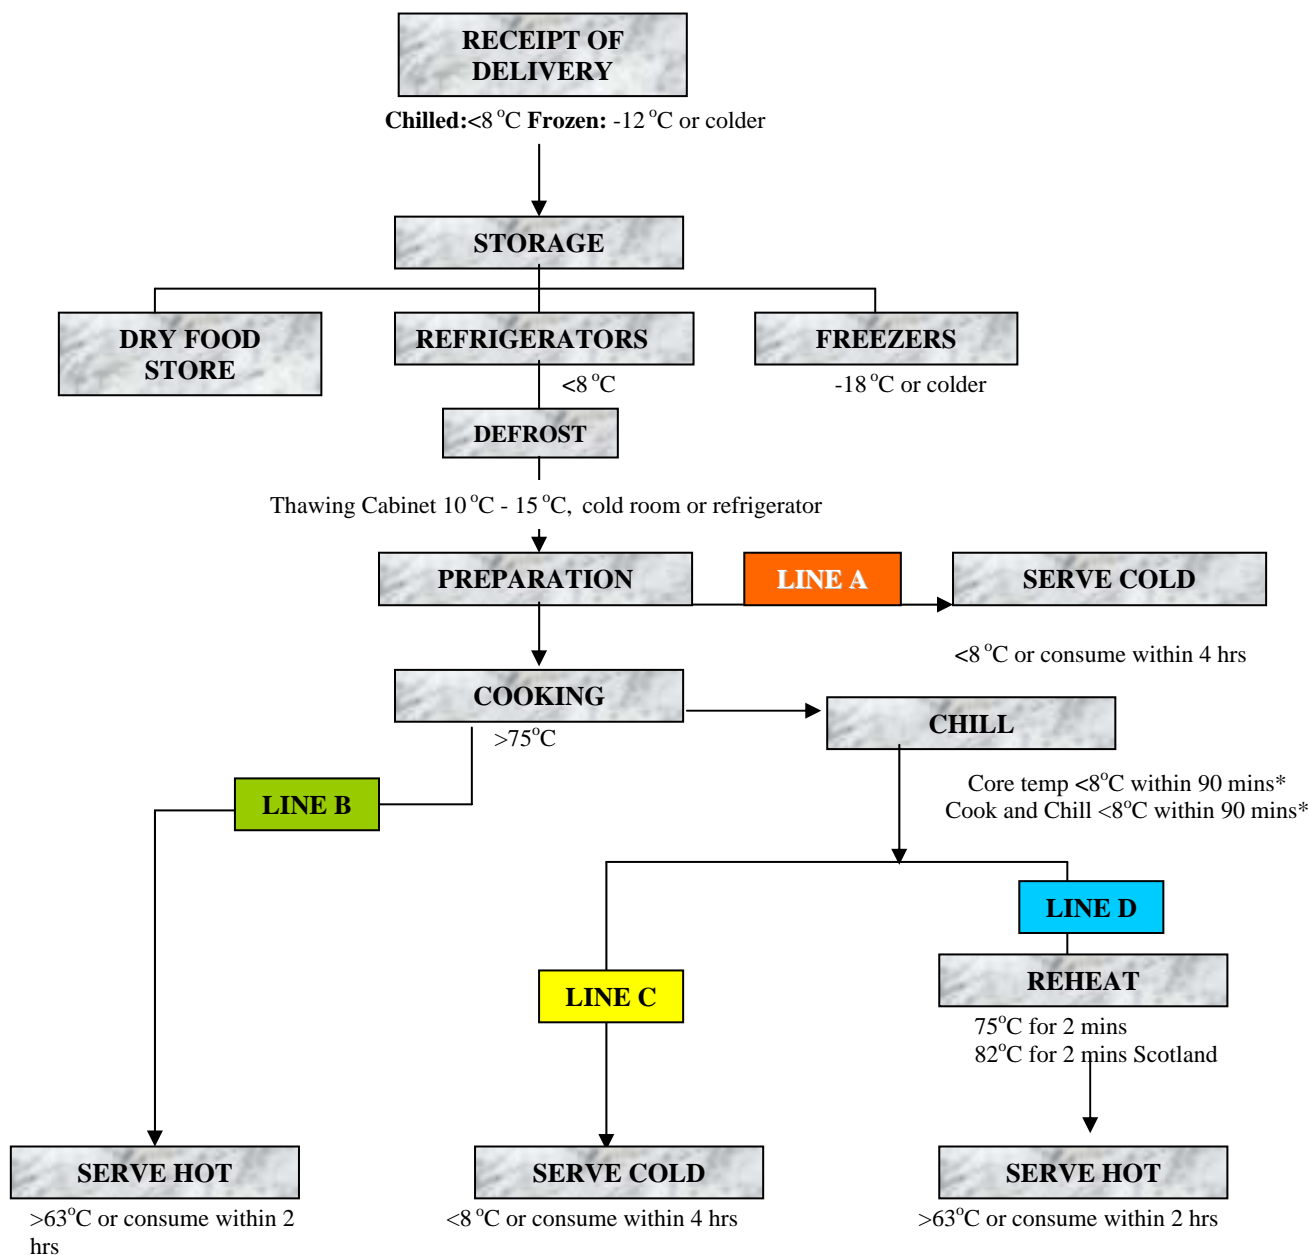 RECEIPT OF
DELIVERY
Chilled:<8 °C Frozen: -12 °C or colder
STORAGE
DRY FOOD
STORE
REFRIGERATORS
FREEZERS
<8 °C
-18 °C or colder
DEFROST
Thawing Cabinet 10 °C - 15 °C, cold room or refrigerator
PREPARATION
LINE A
SERVE COLD
<8 °C or consume within 4 hrs
COOKING
>75°C
CHILL
Core temp <8°C within 90 mins*
Cook and Chill <8°C within 90 mins*
LINE B
LINE D
LINE C
REHEAT
75°C for 2 mins
82°C for 2 mins Scotland
SERVE HOT
>63°C or consume within 2
hrs
SERVE COLD
<8 °C or consume within 4 hrs
SERVE HOT
>63°C or consume within 2 hrs